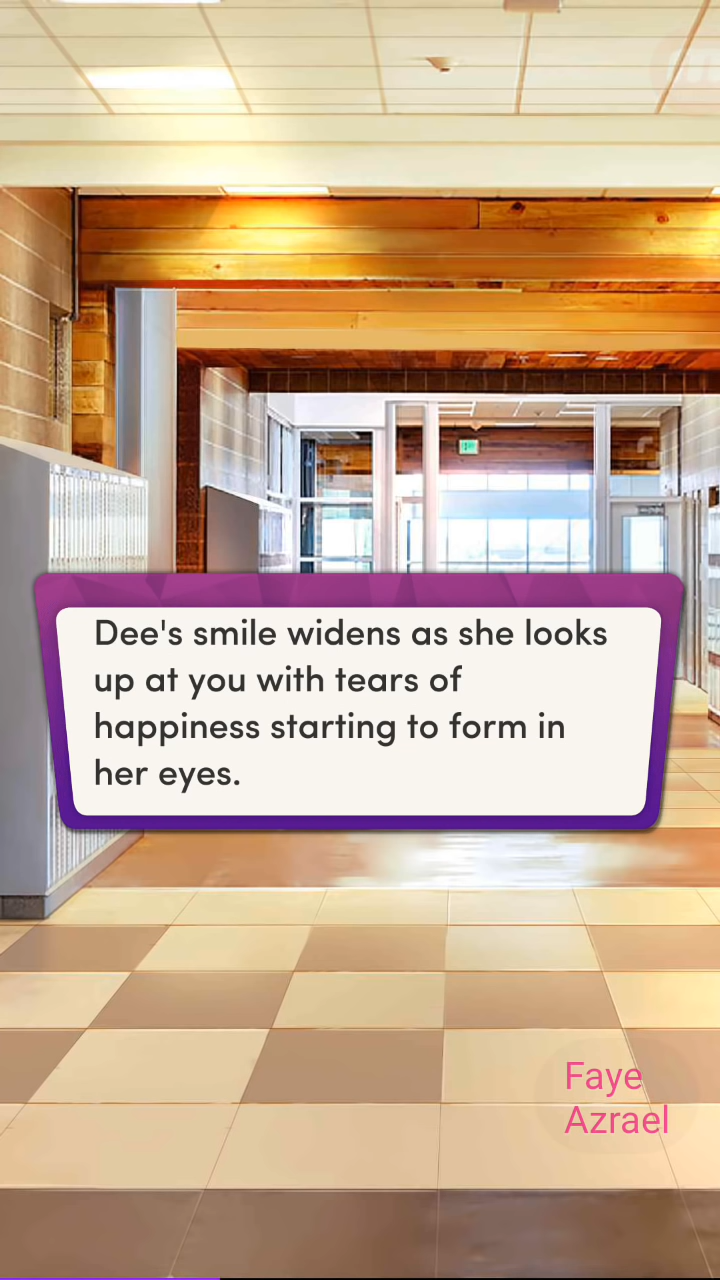 Dee's smile widens as she looks
up at you with tears of
happiness starting to form in
her eyes.
Faye
Azrael